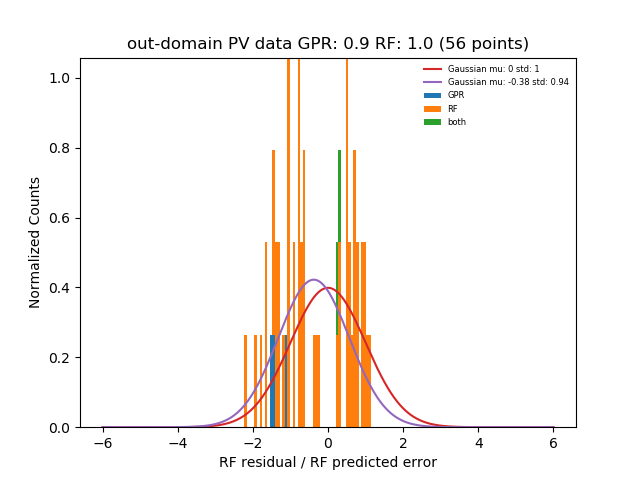 out-domain PV data GPR: 0.9 RF: 1.0 (56 points)
Gaussian mu: 0 std: 1
Gaussian mu: -0.38 std: 0.94
GPR
RF
both
Normalized Counts
1.0
0.8
0.6
0.4
0.2
0.0
−6 −4 −2 0 2 4 6
RF residual / RF predicted error